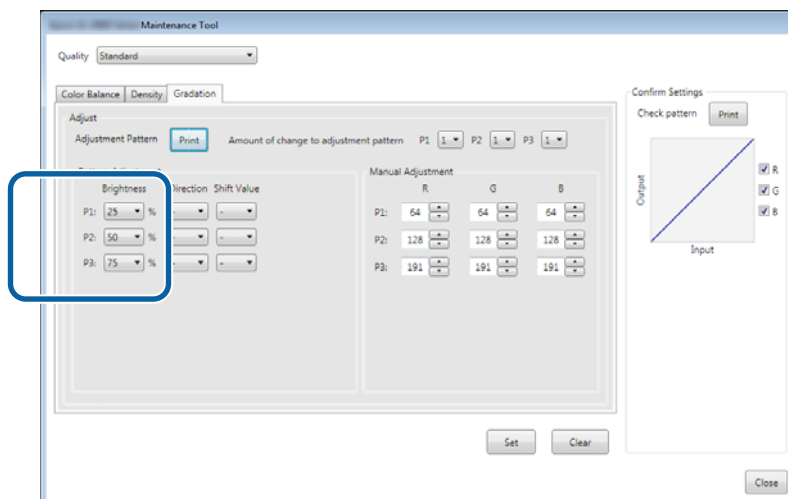 Maintenance Tool
Quality Standard
Color Balance Density Gradation
Adjust
Adjustment Pattern Print Amount of change to adjustment pattern P1 1 P2 1 P3 1
Brightness Direction Shift Value
P1: 25 % - -
P2: 50 % - -
P3: 75 % - -
Manual Adjustment
R G B
P1: 64 64 64
P2: 128 128 128
P3: 191 191 191
Set Clear
Confirm Settings
Check pattern Print
Output
Input
R
G
B
Close